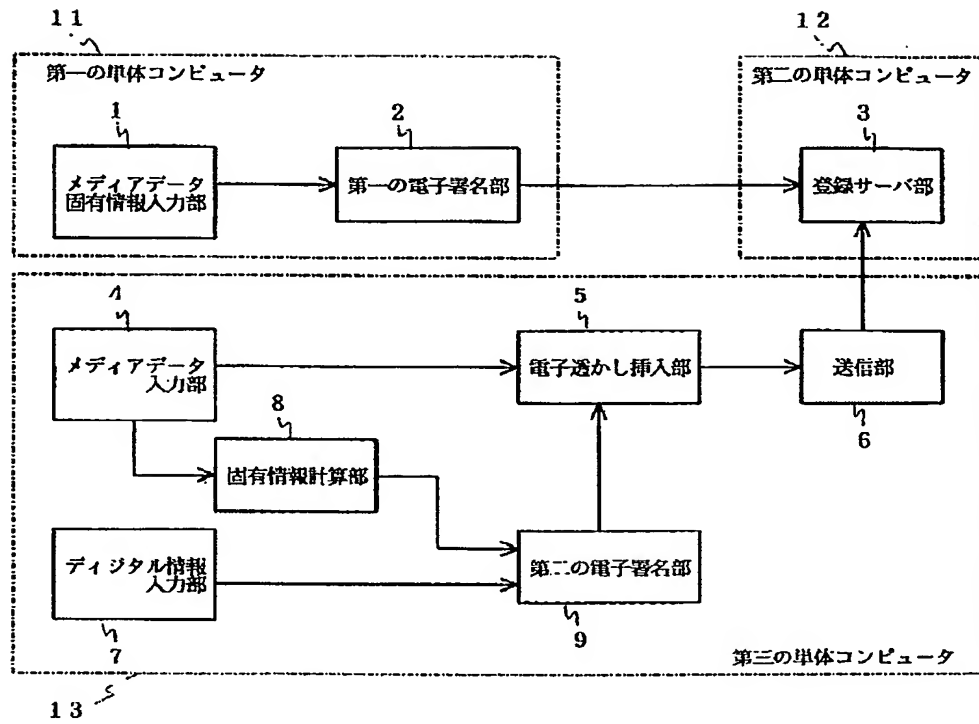 11
12
第一の単体コンピュータ
第二の単体コンピュータ
1
2
3
メディアデータ
固有情報入力部
第一の電子署名部
登録サーバ部
4
5
メディアデータ
入力部
電子透かし挿入部
送信部
8
6
固有情報計算部
ディジタル情報
入力部
第二の電子署名部
7
9
第三の単体コンピュータ
13